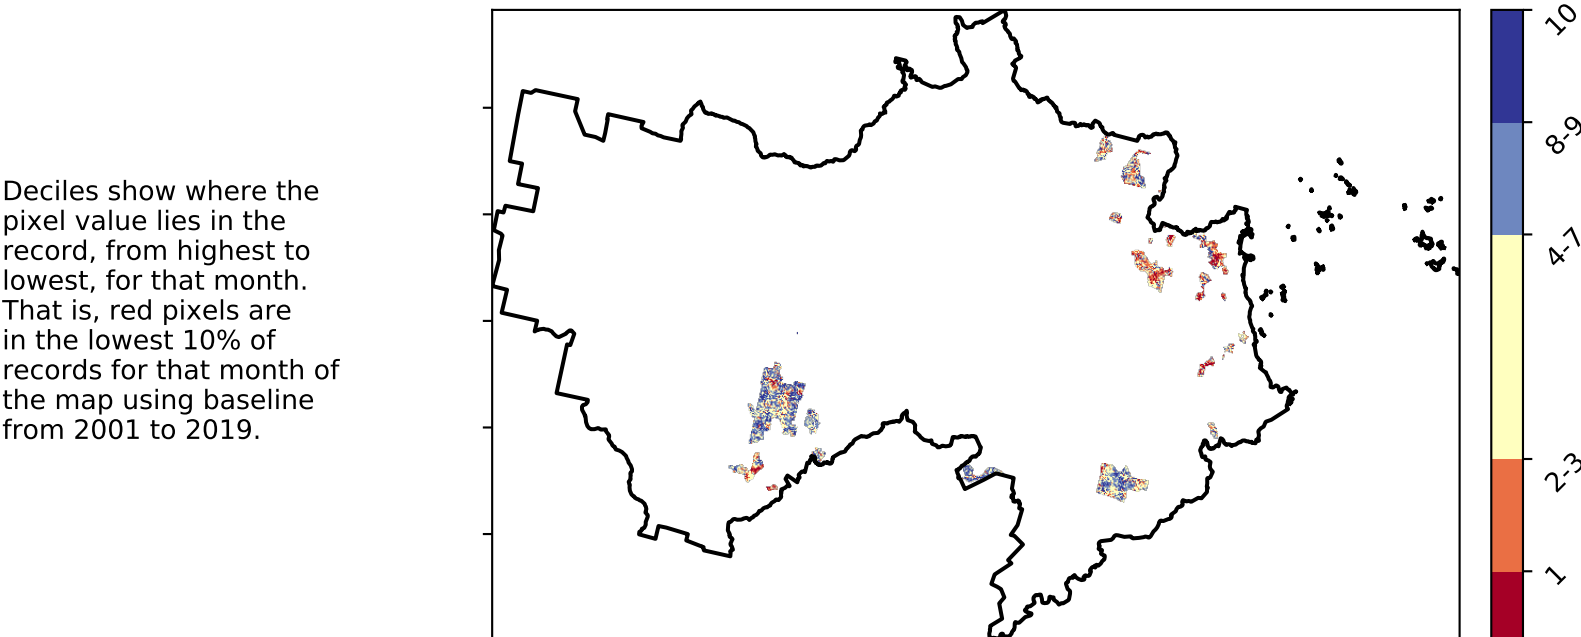 Deciles show where the
pixel value lies in the
record, from highest to
lowest, for that month.
That is, red pixels are
in the lowest 10% of
records for that month of
the map using baseline
from 2001 to 2019.
10
8-9
4-7
2-3
1